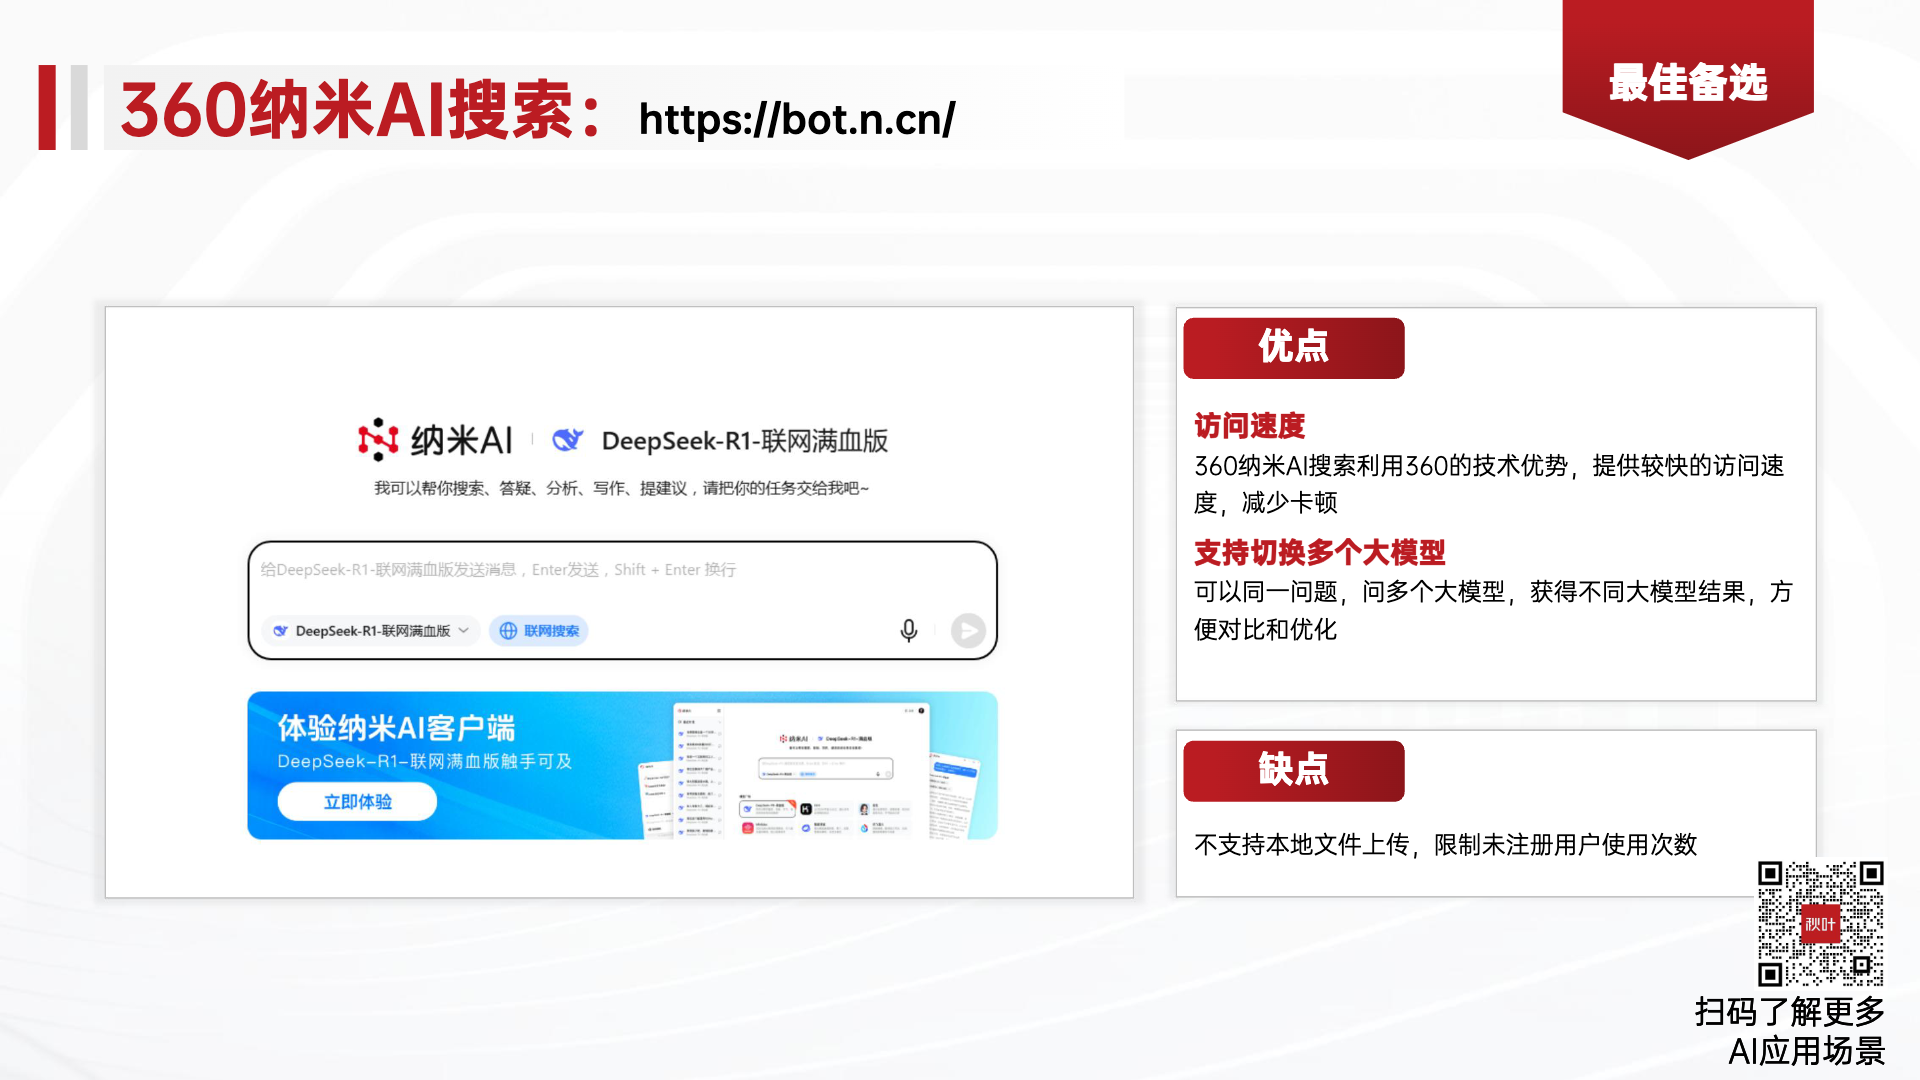 360纳米AI搜索：https://bot.n.cn/
最佳备选
纳米AI
DeepSeek-R1-联网满血版
我可以帮你搜索、答疑、分析、写作、提建议，请把你的任务交给我吧~
给DeepSeek-R1-联网满血版发送消息，Enter发送，Shift + Enter 换行
DeepSeek-R1-联网满血版
联网搜索
体验纳米AI客户端
DeepSeek-R1-联网满血版触手可及
立即体验
优点
访问速度
360纳米AI搜索利用360的技术优势，提供较快的访问速
度，减少卡顿
支持切换多个大模型
可以同一问题，问多个大模型，获得不同大模型结果，方
便对比和优化
缺点
不支持本地文件上传，限制未注册用户使用次数
秋叶
扫码了解更多
AI应用场景